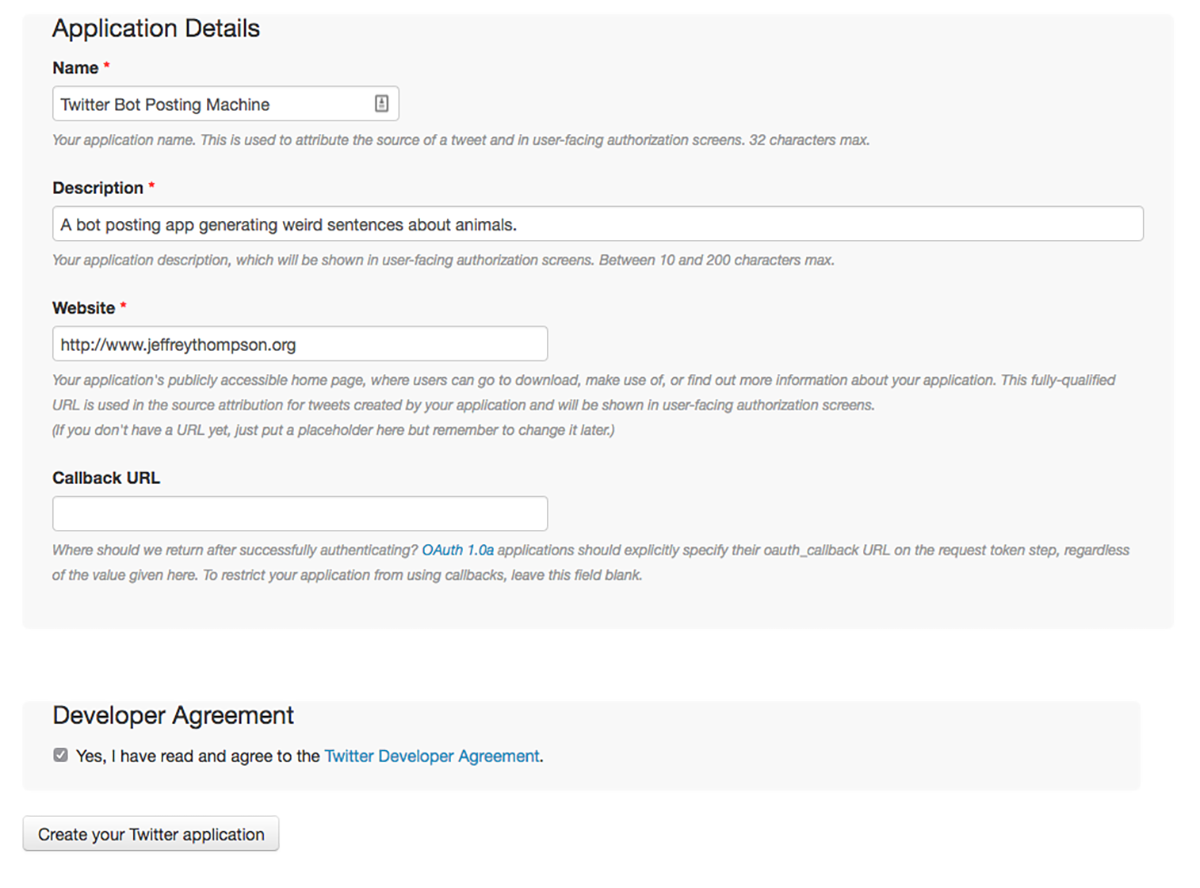 Application Details
Name *
Twitter Bot Posting Machine
Your application name. This is used to attribute the source of a tweet and in user-facing authorization screens. 32 characters max.
Description *
A bot posting app generating weird sentences about animals.
Your application description, which will be shown in user-facing authorization screens. Between 10 and 200 characters max.
Website *
http://www.jeffreythompson.org
Your application's publicly accessible home page, where users can go to download, make use of, or find out more information about your application. This fully-qualified
URL is used in the source attribution for tweets created by your application and will be shown in user-facing authorization screens.
(If you don't have a URL yet, just put a placeholder here but remember to change it later.)
Callback URL
Where should we return after successfully authenticating? OAuth 1.0a applications should explicitly specify their oauth_callback URL on the request token step, regardless
of the value given here. To restrict your application from using callbacks, leave this field blank.
Developer Agreement
Yes, I have read and agree to the Twitter Developer Agreement.
Create your Twitter application